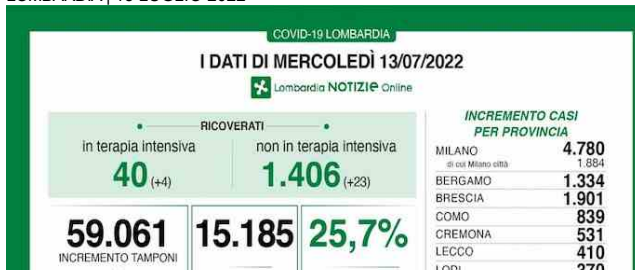 COVID-19 LOMBARDIA
I DATI DI MERCOLEDÌ 13/07/2022
Lombardia NOTIZIE Online
RICOVERATI
in terapia intensiva
40 (+4)
non in terapia intensiva
1.406 (+23)
59.061
INCREMENTO TAMPONI
15.185
25,7%
INCREMENTO CASI
PER PROVINCIA
MILANO 4.780
di cui Milano città 1.884
BERGAMO 1.334
BRESCIA 1.901
COMO 839
CREMONA 531
LECCO 410
LODI 270